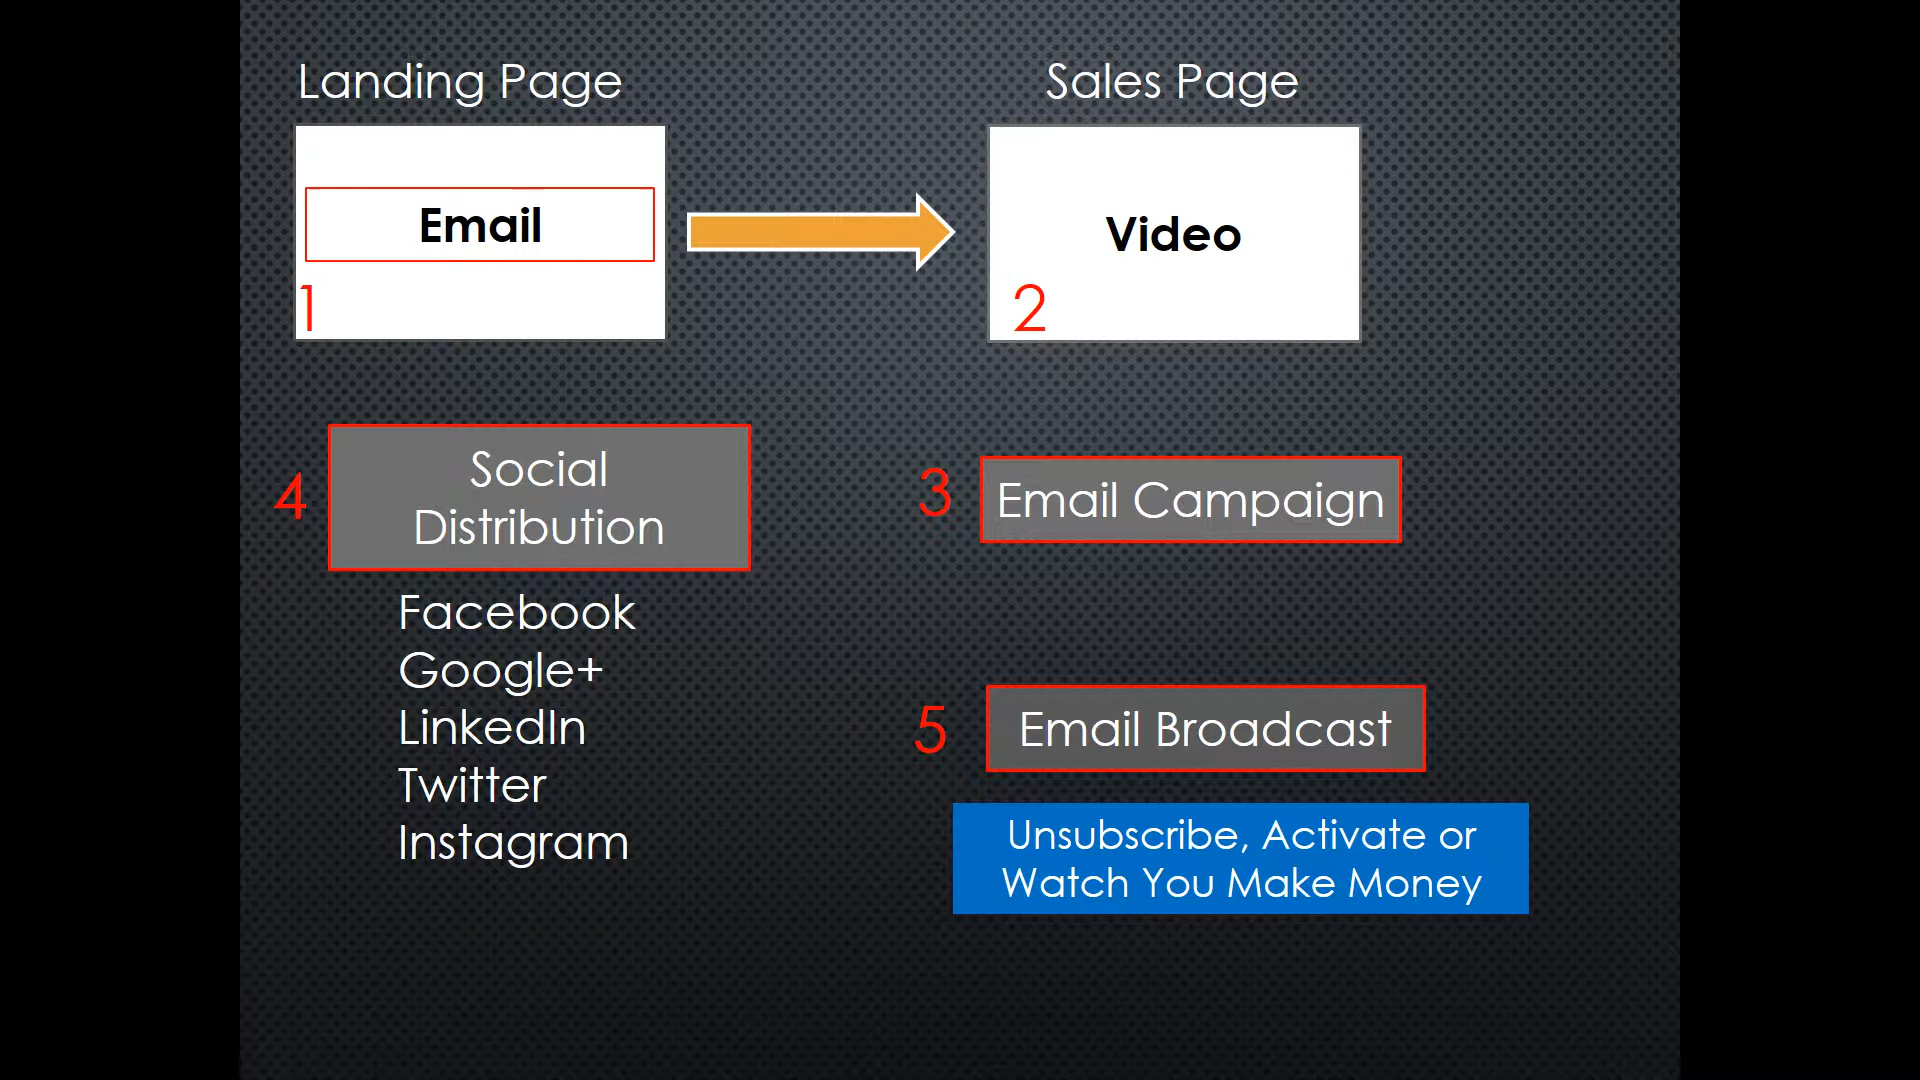 Landing Page
Sales Page
Email
Video
1
2
4
Social
Distribution
3
Email Campaign
Facebook
Google+
LinkedIn
Twitter
Instagram
5
Email Broadcast
Unsubscribe, Activate or
Watch You Make Money